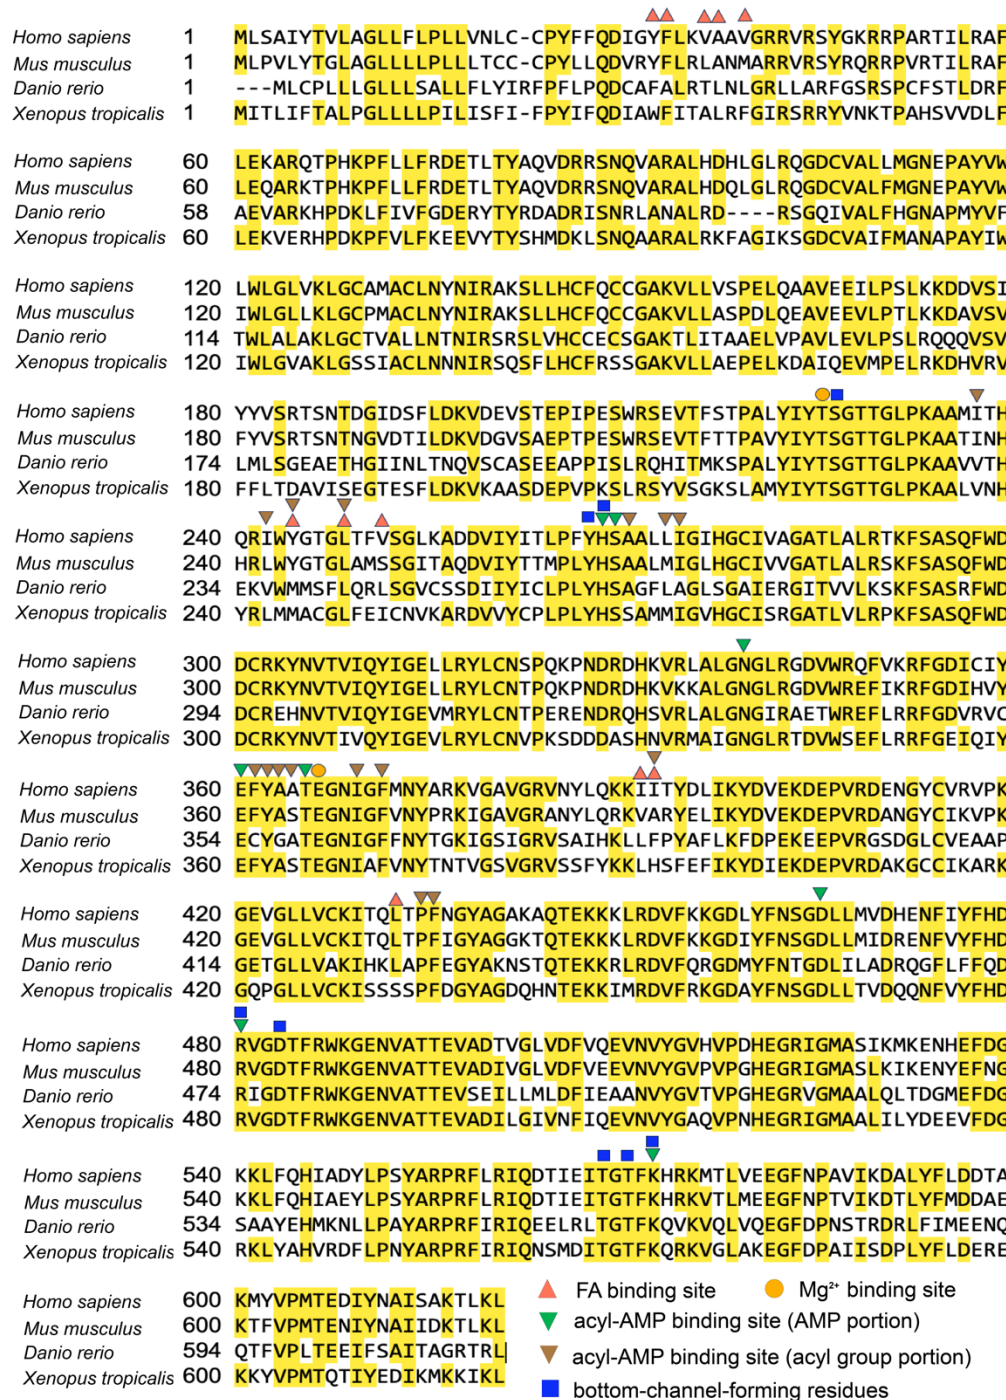 Homo sapiens 1 MLSAIYTVLAGLLFLPLLVNLC-CPYFFQDIGYFLKVAAVGRRVRSYGKRRPARTILRAF
Mus musculus 1 MLPVLYTGLAGLLLLPLLLTCC-CPYLLQDVRYFLRLANMARRVRSYRQRRPVRTILRAF
Danio rerio 1 ---MLCPLLLGLLLSALLFLYIRFPFLPQDCAFALRTLNLGRLLARFGSRSPCFSTLDRF
Xenopus tropicalis 1 MITLIFTALPGLLLLPILISFI-FPYIFQDIAWFITALRFGIRSRRYVNKTPAHSVVDLF
Homo sapiens 60 LEKARQTPHKPFLLFRDETLTYAQVDRRSNQVARALHDHLGLRQGDCVALLMGNEPAYVW
Mus musculus 60 LEQARKTPHKPFLLFRDETLTYAQVDRRSNQVARALHDQLGLRQGDCVALFMGNEPAYVW
Danio rerio 58 AEVARKHPDKLFIVFGDERYTYRDADRISNRLANALRD----RSGQIVALFHGNAPMYVF
Xenopus tropicalis 60 LEKVERHPDKPFVLFKEEVYTYSHMDKLSNQAARALRKFAGIKSGDCVAIFMANAPAYIW
Homo sapiens 120 LWLGLVKLGCAMACLNYNIRAKSLLHCFQCCGAKVLLVSPELQAAVEEILPSLKKDDVSI
Mus musculus 120 IWLGLLKLGCPMACLNYNIRAKSLLHCFQCCGAKVLLASPDLQEAVEEVLPTLKKDAVSV
Danio rerio 114 TWLALAKLGCTVALLNTNIRSRSLVHCCECSGAKTLITAAELVPAVLEVLPSLRQQQVSV
Xenopus tropicalis 120 IWLGVAKLGSSIACLNNNIRSQSFLHCFRSSGAKVLLAEPELKDAIQEVMPELRKDHVRV
Homo sapiens 180 YYVSRTSNTDGIDSFLDKVDEVSTEPIPESWRSEVTFSTPALYIYTSGTTGLPKAAMITH
Mus musculus 180 FYVSRTSNTNGVDTILDKVDGVSAEPTPESWRSEVTFTTPAVYIYTSGTTGLPKAATINH
Danio rerio 174 LMLSGEAETHGIINLTNQVSCASEEAPPISLRQHITMKSPALYIYTSGTTGLPKAAVVTH
Xenopus tropicalis 180 FFLTDAVISEGTESFLDKVKAASDEPVPKSLRSYVSGKSLAMYIYTSGTTGLPKAALVNH
Homo sapiens 240 QRIWYGTGLTFVSGLKADDVIYITLPFYHSAALLIGIHGCIVAGATLALRTKFSASQFWD
Mus musculus 240 HRLWYGTGLAMSSGITAQDVIYTTMPLYHSAALMIGLHGCIVVGATLALRSKFSASQFWD
Danio rerio 234 EKVWMMSFLQRLSGVCSSDIIYICLPLYHSAGFLAGLSGAIERGITVVLKSKFSASRFWD
Xenopus tropicalis 240 YRLMMACGLFEICNVKARDVVYCPLPLYHSSAMMIGVHGCISRGATLVLRPKFSASQFWD
Homo sapiens 300 DCRKYNVTVIQYIGELLRYLCNSPQKPNDRDHKVRLALGNGLRGDVWRQFVKRFGDICIY
Mus musculus 300 DCRKYNVTVIQYIGELLRYLCNTPQKPNDRDHKVKKALGNGLRGDVWREFIKRFGDIHVY
Danio rerio 294 DCREHNVTVIQYIGEVMRYLCNTPERENDRQHSVRLALGNGIRAETWREFLRRFGDVRVC
Xenopus tropicalis 300 DCRKYNVTIVQYIGEVLRYLCNVPKSDDDASHNVRMAIGNGLRTDVWSEFLRRFGEIQIY
Homo sapiens 360 EFYAATEGNIGFMNYARKVGAVGRVNYLQKKIITYDLIKYDVEKDEPVRDENGYCVRVPK
Mus musculus 360 EFYASTEGNIGFVNYPRKIGAVGRANYLQRKVARYELIKYDVEKDEPVRDANGYCIKVPK
Danio rerio 354 ECYGATEGNIGFFNYTGKIGSIGRVSAIHKLLFPYAFLKFDPEKEEPVRGSDGLCVEAAP
Xenopus tropicalis 360 EFYASTEGNIAFVNYTNTVGSVGRVSSFYKKLHSFEFIKYDIEKDEPVRDAKGCCIKARK
Homo sapiens 420 GEVGLLVCKITQLTPFNGYAGAKAQTEKKKLRDVFKKGDLYFNSGDLLMVDHENFIYFHD
Mus musculus 420 GEVGLLVCKITQLTPFIGYAGGKTQTEKKKLRDVFKKGDIYFNSGDLLMIDRENFVYFHD
Danio rerio 414 GETGLLVAKIHKLAPFEGYAKNSTQTEKKRLRDVFQRGDMYFNTGDLILADRQGFLFFQD
Xenopus tropicalis 420 GQPGLLVCKISSSSPFDGYAGDQHNTEKKIMRDVFRKGDAYFNSGDLLTVDQQNFVYFHD
Homo sapiens 480 RVGDTFRWKGENVATTEVADTVGLVDFVQEVNVYGVHVPDHEGRIGMASIKMKENHEFDG
Mus musculus 480 RVGDTFRWKGENVATTEVADIVGLVDFVEEVNVYGVPVPGHEGRIGMASLKIKENYEFNG
Danio rerio 474 RIGDTFRWKGENVATTEVSEILLMLDFIEAANVYGVTVPGHEGRVGMAALQLTDGMEFDG
Xenopus tropicalis 480 RVGDTFRWKGENVATTEVADILGIVNFIQEVNVYGAQVPNHEGRIGMAAILYDEEVFDG
Homo sapiens 540 KKLFQHIADYLPSYARPRFLRIQDTIEITGTFKHRKMTLVEEGFNPAVIKDALYFLDDTA
Mus musculus 540 KKLFQHIAEYLPSYARPRFLRIQDTIEITGTFKHRKVTLMEEGFNPTVIKDTLYFMDDAE
Danio rerio 534 SAAYEHMKNLLPAYARPRFIRIQEELRLTGTFKQVKVQLVQEGFDPNSTRDRLFIMEENQ
Xenopus tropicalis 540 RKLYAHVRDFLPNYARPRFIRIQNSMDITGTFKQRKVGLAKEGFDPAIISDPLYFLDERE
Homo sapiens 600 KMYVPMTEDIYNAISAKTLKL
Mus musculus 600 KTFVPMTENIYNAIIDKTLKL
Danio rerio 594 QTFVPLTEEIFSAITAGRTRL
Xenopus tropicalis 600 KKYVPMTQTIYEDIKMKKIKL
FA binding site
Mg²⁺ binding site
acyl-AMP binding site (AMP portion)
acyl-AMP binding site (acyl group portion)
bottom-channel-forming residues